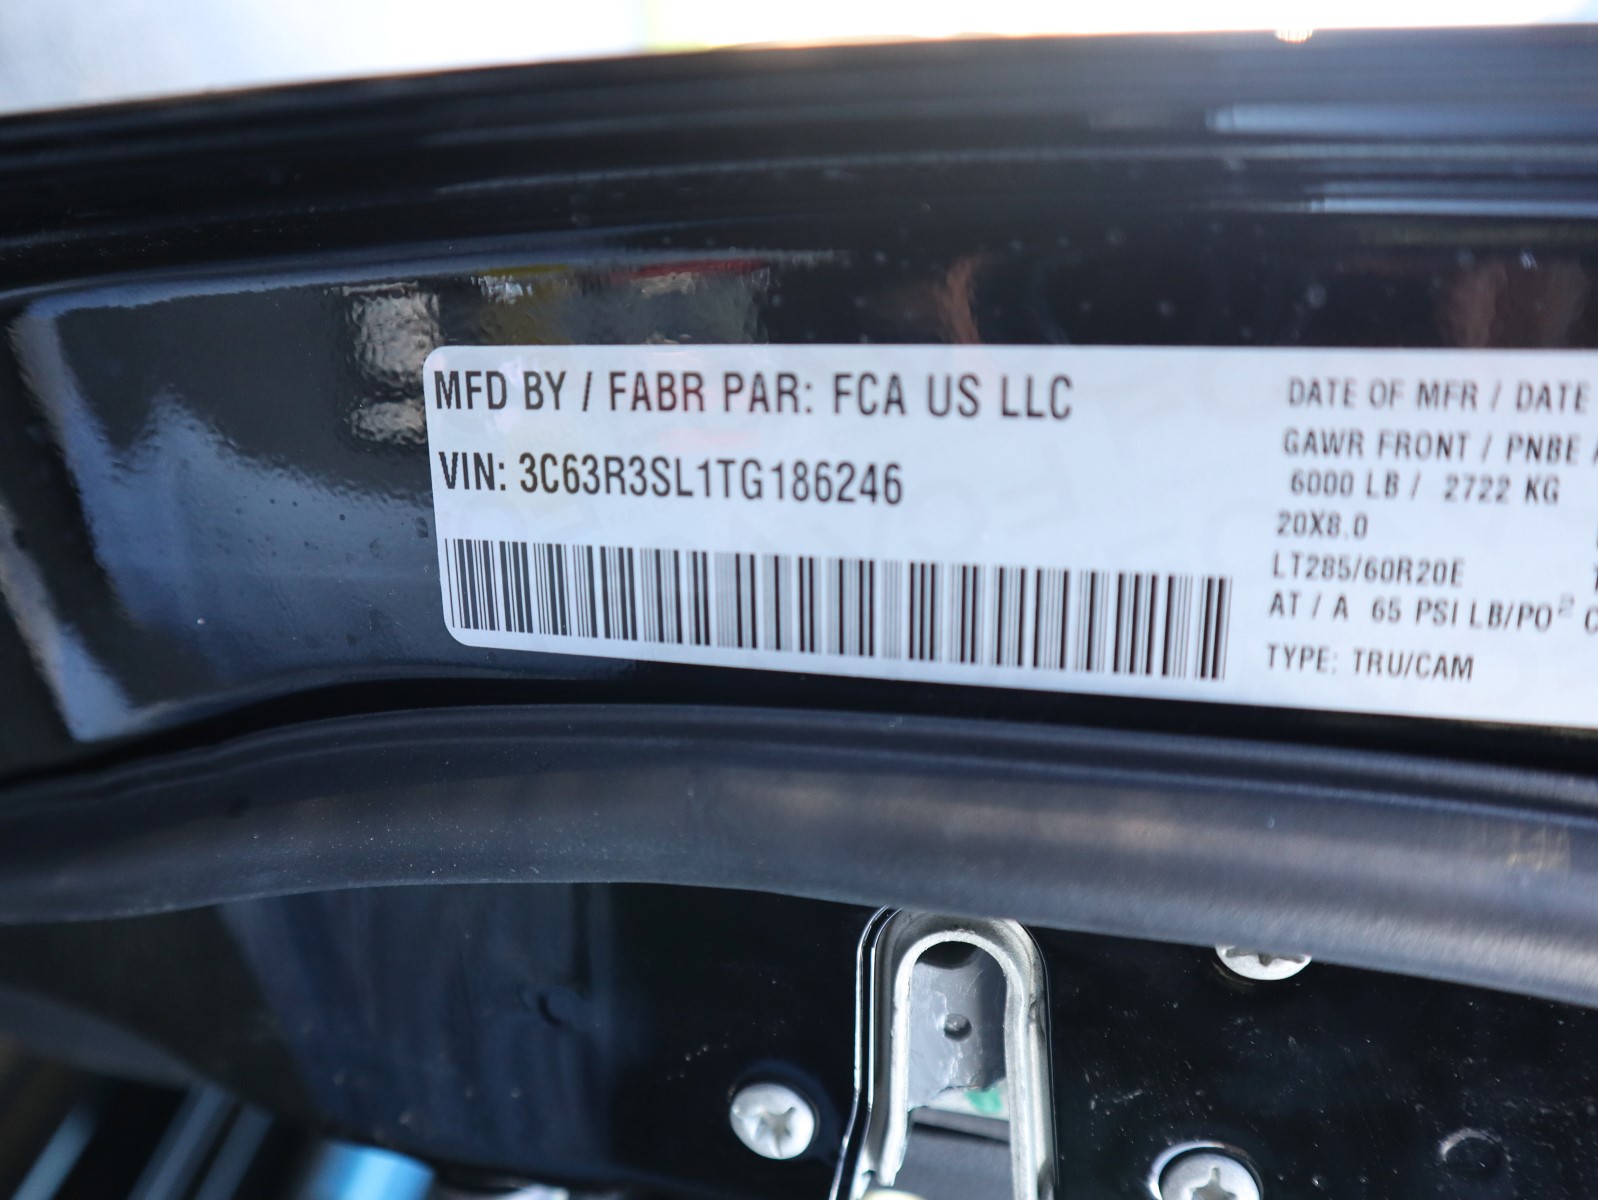 MFD BY / FABR PAR: FCA US LLC
VIN: 3C63R3SL1TG186246
DATE OF MFR / DATE
GAWR FRONT / PNBE
6000 LB / 2722 KG
20X8.0
LT285/60R20E
AT / A 65 PSI LB/PO²
TYPE: TRU/CAM